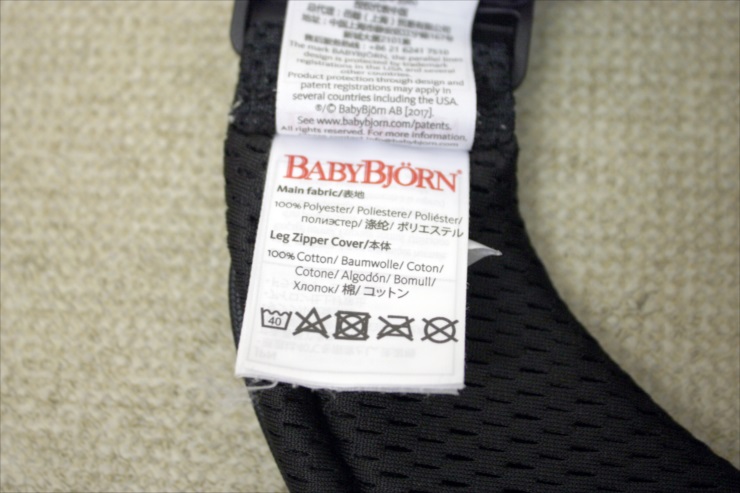 The mark BABYBJÖRN, the parallel
design is protected by trademark
registrations in the USA and several
other countries.
Product protection through design and
patent registrations may apply in
several countries including the USA.
®/© BabyBjörn AB [2017].
See www.babybjorn.com/patents.
All rights reserved. For more information,
BABYBJÖRN®
Main fabric/表地
100% Polyester/ Poliestere/ Poliéster/
полиэстер/ 涤纶/ ポリエステル
Leg Zipper Cover/本体
100% Cotton/ Baumwolle/ Coton/
Cotone/ Algodón/ Bomull/
Хлопок/ 棉/ コットン
40